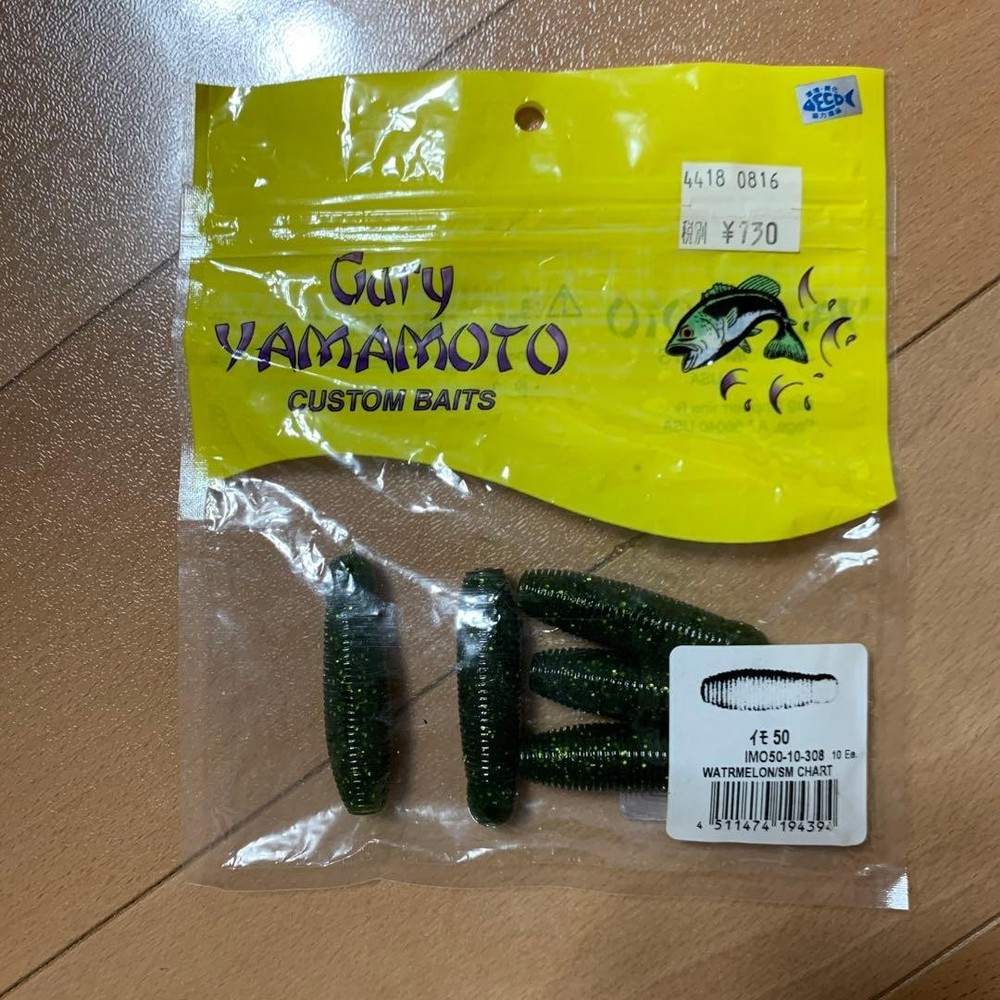 ECO
4418 0816
税別 ¥730
Gary
YAMAMOTO
CUSTOM BAITS
イモ 50
IMO50-10-308 10 Ea.
WATRMELON/SM CHART
4 511474 19439